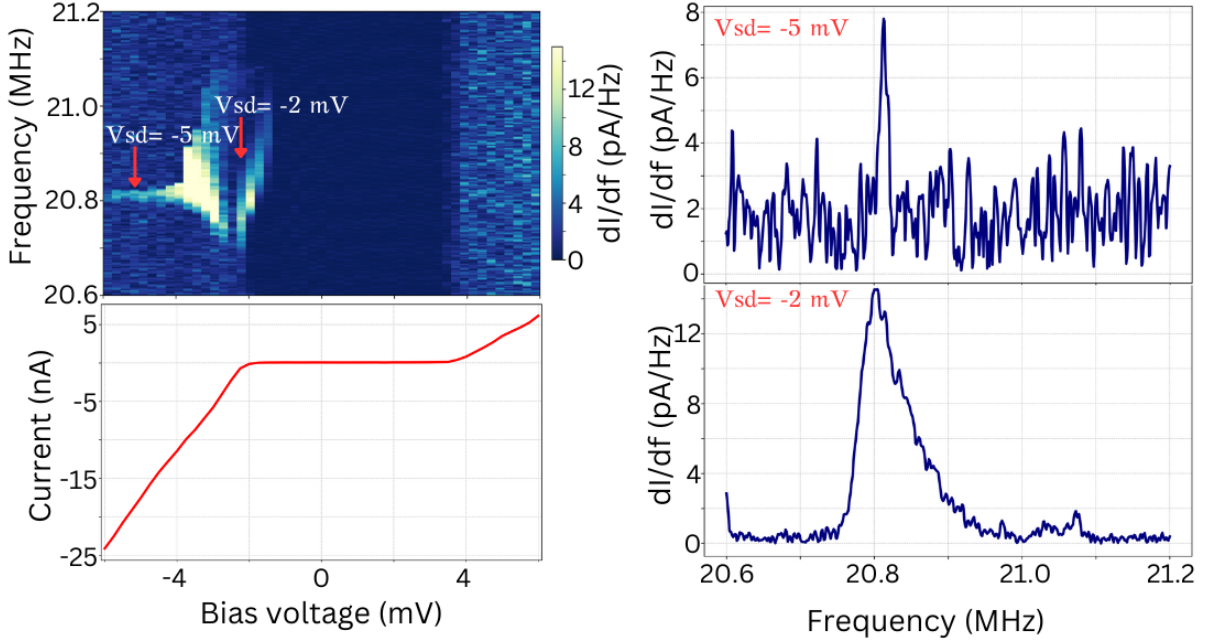 21.2
21.0
20.8
20.6
Frequency (MHz)
Vsd= -5 mV
Vsd= -2 mV
12
8
4
0
dI/df (pA/Hz)
5
-5
-15
-25
Current (nA)
-4
0
4
Bias voltage (mV)
Vsd= -5 mV
8
6
4
2
0
dI/df (pA/Hz)
Vsd= -2 mV
12
8
4
0
dI/df (pA/Hz)
20.6
20.8
21.0
21.2
Frequency (MHz)